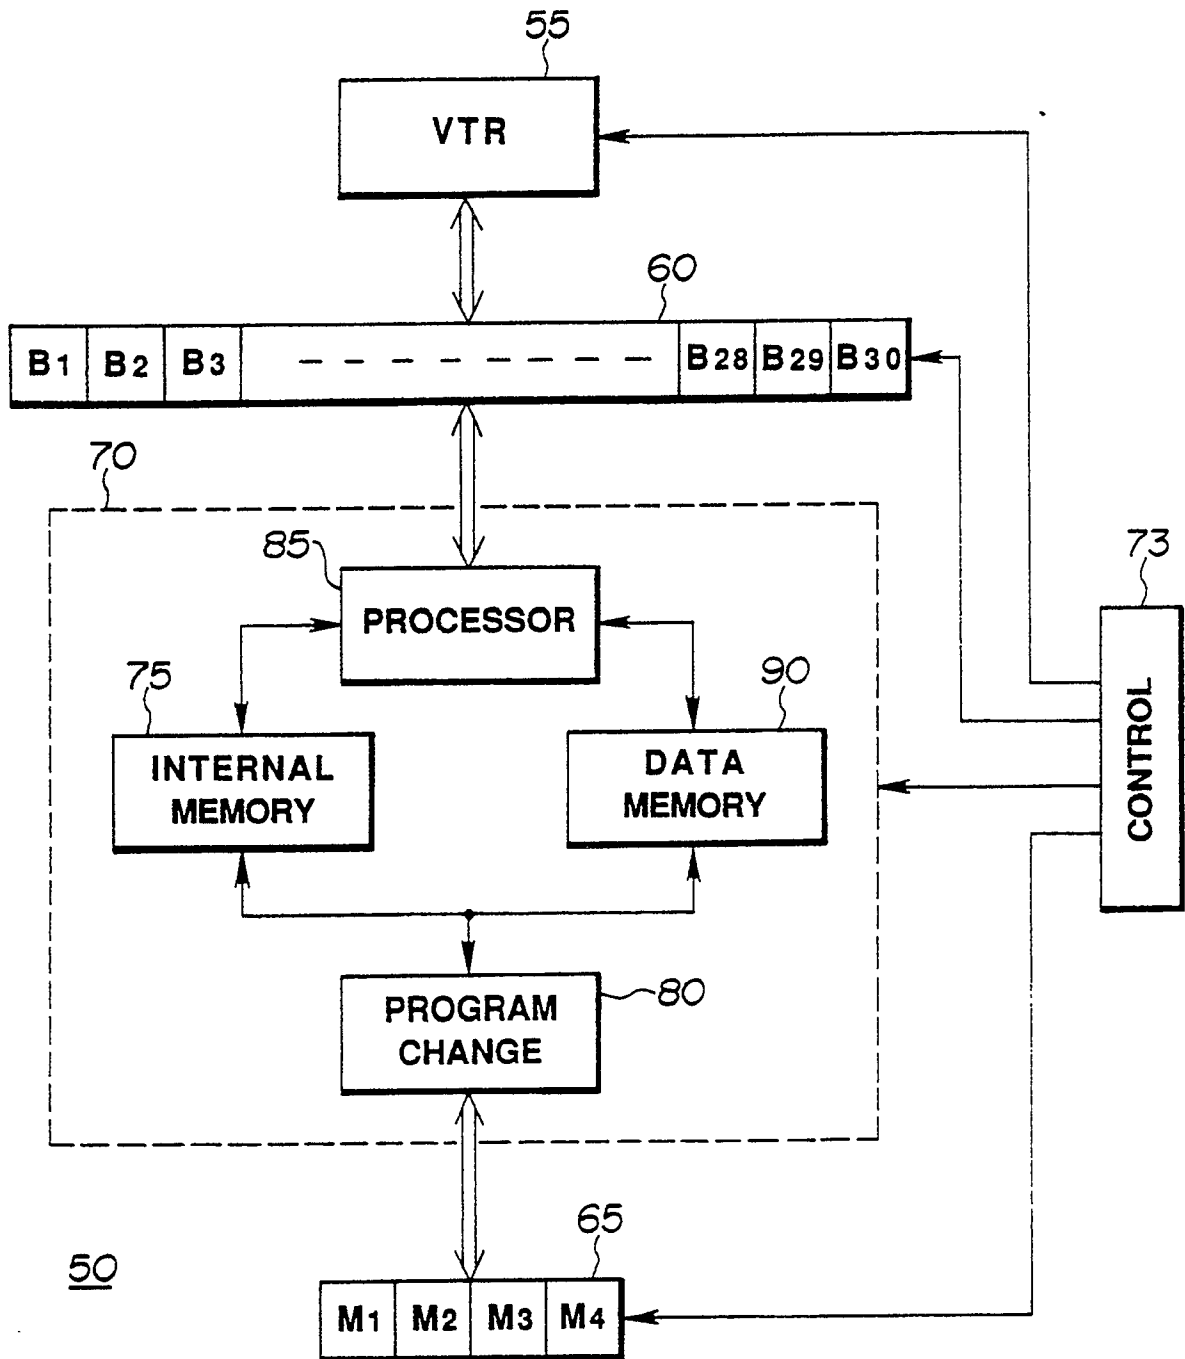 55
VTR
60
B1 B2 B3 B28 B29 B30
70
85
PROCESSOR
73
CONTROL
75
INTERNAL
MEMORY
90
DATA
MEMORY
PROGRAM
CHANGE
80
65
50
M1 M2 M3 M4